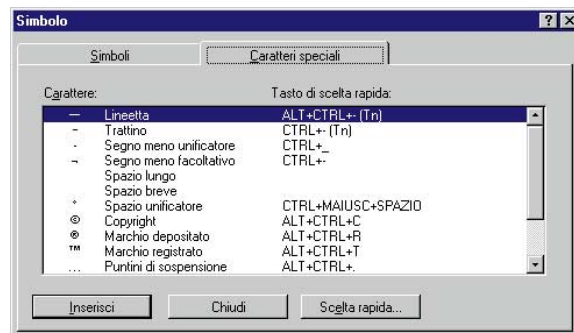 Simbolo
Simboli Caratteri speciali
Carattere: Tasto di scelta rapida:
— Lineetta ALT+CTRL+- (Tn)
- Trattino CTRL+- (Tn)
- Segno meno unificatore CTRL+_
¬ Segno meno facoltativo CTRL+-
Spazio lungo
Spazio breve
° Spazio unificatore CTRL+MAIUSC+SPAZIO
© Copyright ALT+CTRL+C
® Marchio depositato ALT+CTRL+R
™ Marchio registrato ALT+CTRL+T
... Puntini di sospensione ALT+CTRL+.
Inserisci Chiudi Scelta rapida...